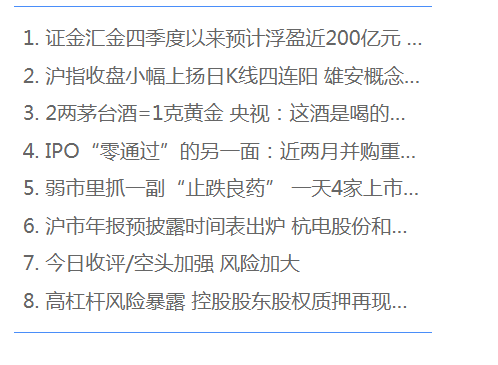 1. 证金汇金四季度以来预计浮盈近200亿元 ...
2. 沪指收盘小幅上扬日K线四连阳 雄安概念...
3. 2两茅台酒=1克黄金 央视：这酒是喝的...
4. IPO“零通过”的另一面：近两月并购重...
5. 弱市里抓一副“止跌良药” 一天4家上市...
6. 沪市年报预披露时间表出炉 杭电股份和...
7. 今日收评/空头加强 风险加大
8. 高杠杆风险暴露 控股股东股权质押再现...